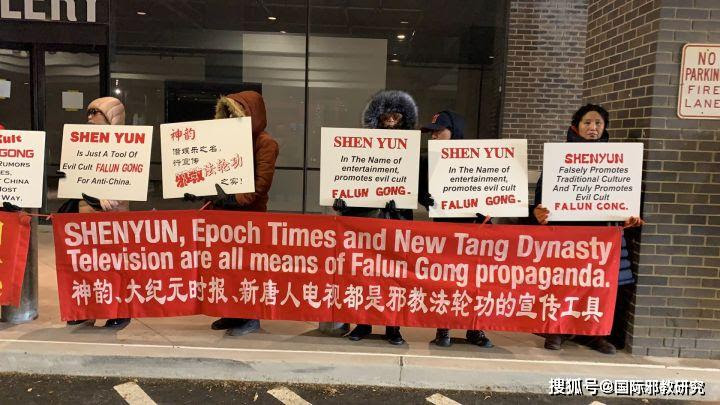 LLERY
NO
PARKING
FIRE
LANE
Cult
GONG
RUMORS
Against
China
Most
Way.
SHEN YUN
Is Just A Tool Of
Evil Cult FALUN GONG
For Anti-China.
神韵
借娱乐之名,
行宣传
邪教法轮功
之实!
SHEN YUN
In The Name of
entertainment,
promotes evil cult
FALUN GONG.
SHEN YUN
In The Name of
entertainment,
promotes evil cult
FALUN GONG.
SHENYUN
Falsely Promotes
Traditional Culture
And Truly Promotes
Evil Cult
FALUN GONG.
SHENYUN, Epoch Times and New Tang Dynasty
Television are all means of Falun Gong propaganda.
神韵、大纪元时报、新唐人电视都是邪教法轮功的宣传工具
搜狐号@国际邪教研究